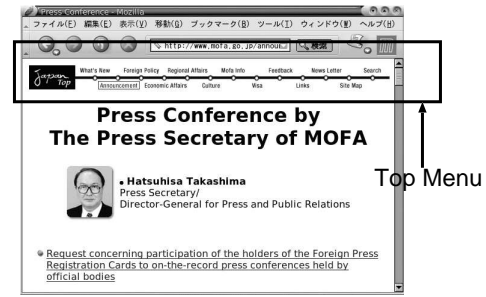 Press Conference - Mozilla
ファイル(F) 編集(E) 表示(V) 移動(G) ブックマーク(B) ツール(T) ウィンドウ(W) ヘルプ(H)
http://www.mofa.go.jp/announ 検索
Japan Top
What's New Foreign Policy Regional Affairs Mofa Info Feedback News Letter Search
Announcement Economic Affairs Culture Visa Links Site Map
Press Conference by
The Press Secretary of MOFA
Top Menu
• Hatsuhisa Takashima
Press Secretary/
Director-General for Press and Public Relations
Request concerning participation of the holders of the Foreign Press
Registration Cards to on-the-record press conferences held by
official bodies